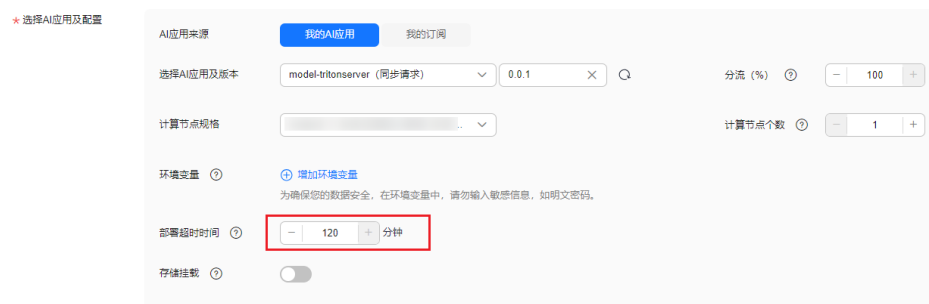 * 选择AI应用及配置
AI应用来源 我的AI应用 我的订阅
选择AI应用及版本 model-tritonserver（同步请求） 0.0.1 分流（%） ? - 100 +
计算节点规格 .. 计算节点个数 ? - 1 +
环境变量 ? 增加环境变量
为确保您的数据安全，在环境变量中，请勿输入敏感信息，如明文密码。
部署超时时间 ? - 120 + 分钟
存储挂载 ?